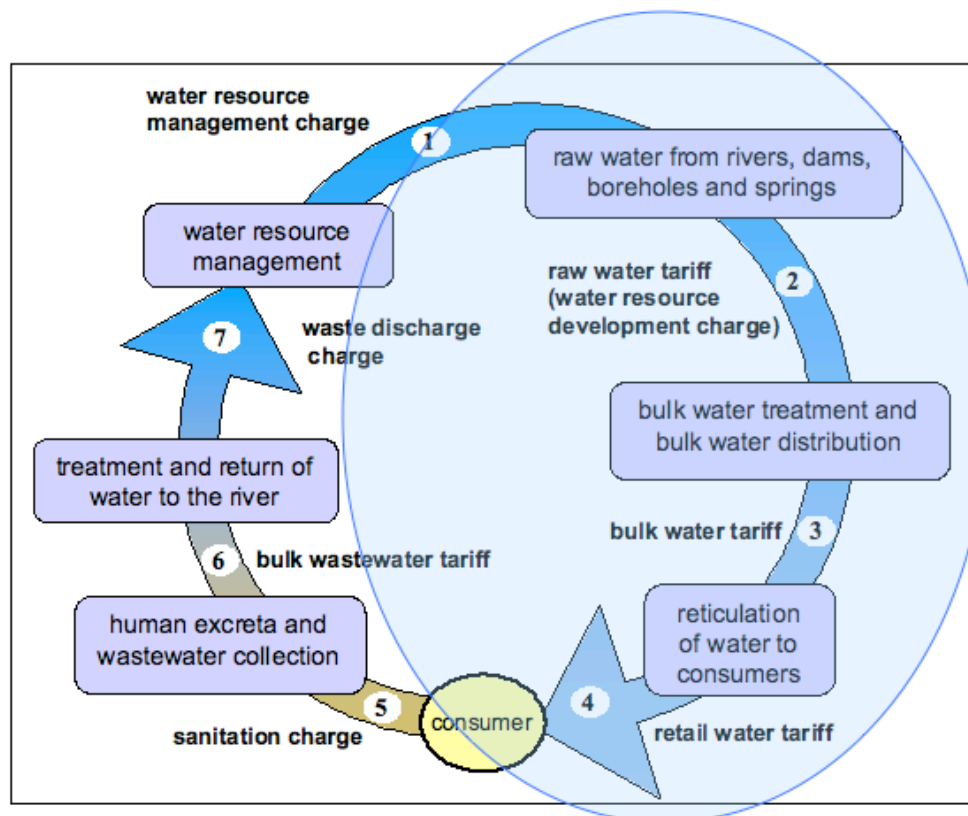 water resource
management charge
1
raw water from rivers, dams,
boreholes and springs
water resource
management
raw water tariff
(water resource
development charge)
2
7
waste discharge
charge
bulk water treatment and
bulk water distribution
treatment and return of
water to the river
bulk water tariff
3
6
bulk wastewater tariff
human excreta and
wastewater collection
reticulation
of water to
consumers
5
consumer
4
sanitation charge
retail water tariff